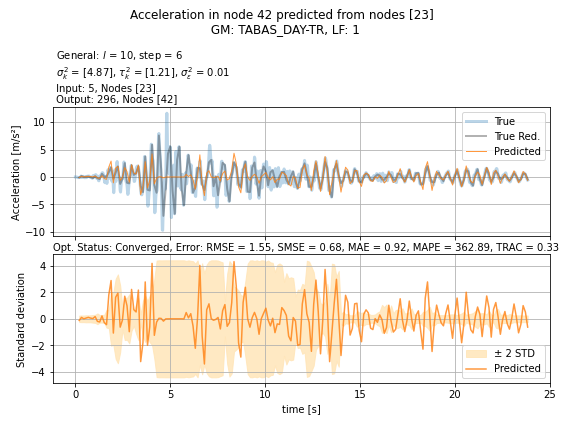 Acceleration in node 42 predicted from nodes [23]
GM: TABAS_DAY-TR, LF: 1
General: l = 10, step = 6
σ²ₖ = [4.87], τ²ₖ = [1.21], σ²ε = 0.01
Input: 5, Nodes [23]
Output: 296, Nodes [42]
Acceleration [m/s²]
10
5
0
−5
−10
True
True Red.
Predicted
Opt. Status: Converged, Error: RMSE = 1.55, SMSE = 0.68, MAE = 0.92, MAPE = 362.89, TRAC = 0.33
Standard deviation
4
2
0
−2
−4
± 2 STD
Predicted
0 5 10 15 20 25
time [s]